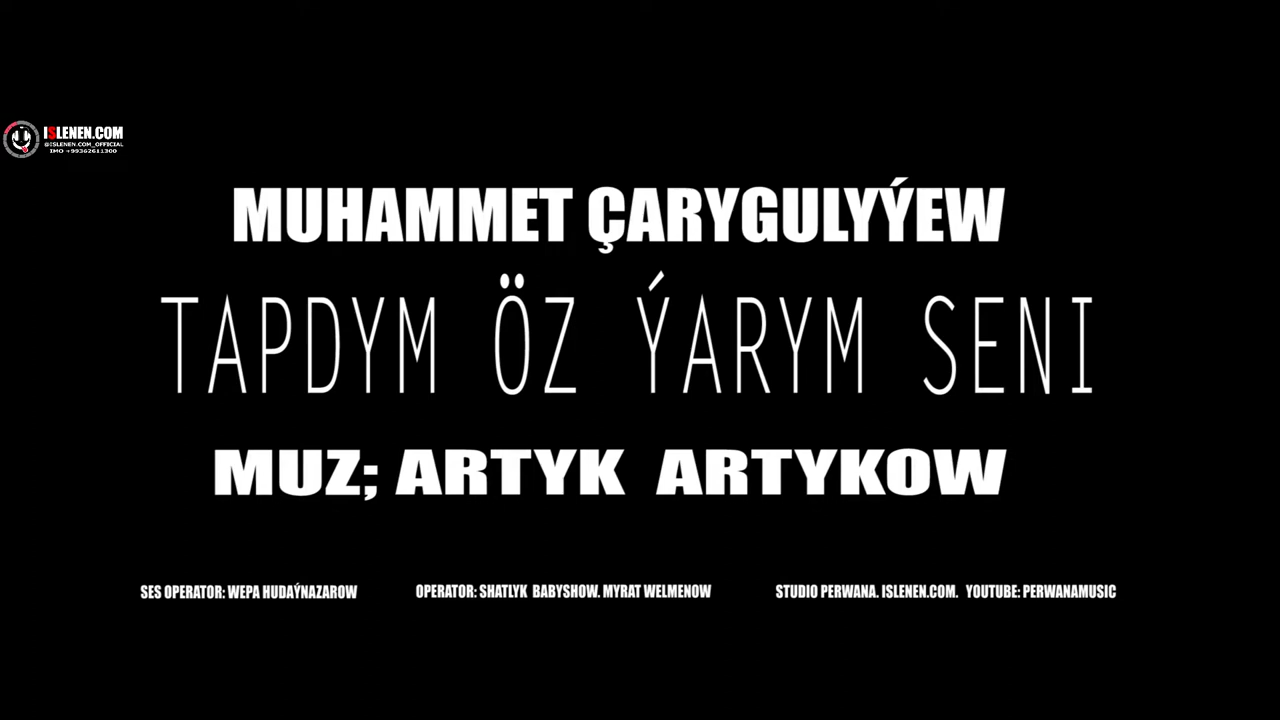 ISLENEN.COM
@ISLENEN.COM_OFFICIAL
IMO +99362611300
MUHAMMET ÇARYGULYÝEW
TAPDYM ÖZ ÝARYM SENI
MUZ; ARTYK ARTYKOW
SES OPERATOR: WEPA HUDAÝNAZAROW OPERATOR: SHATLYK BABYSHOW. MYRAT WELMENOW STUDIO PERWANA. ISLENEN.COM. YOUTUBE: PERWANAMUSIC